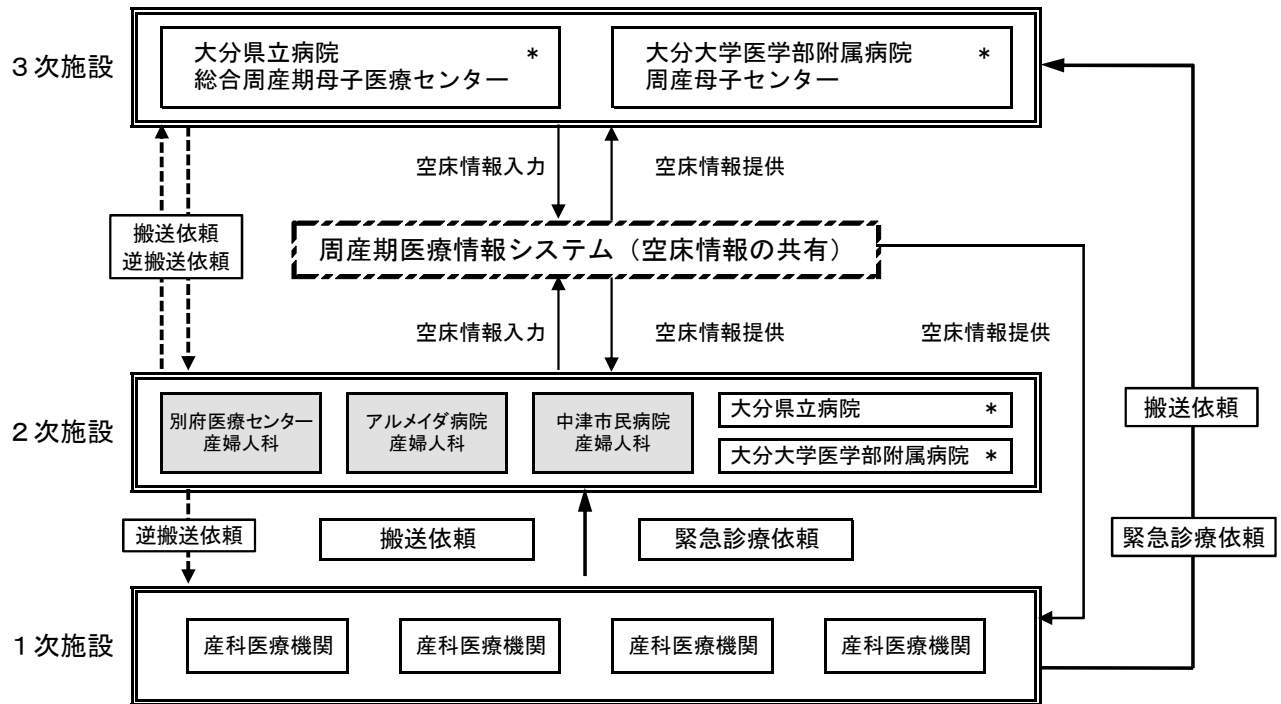 3次施設
大分県立病院 *
総合周産期母子医療センター
大分大学医学部附属病院 *
周産母子センター
空床情報入力
空床情報提供
搬送依頼
逆搬送依頼
周産期医療情報システム（空床情報の共有）
空床情報入力
空床情報提供
空床情報提供
2次施設
別府医療センター
産婦人科
アルメイダ病院
産婦人科
中津市民病院
産婦人科
大分県立病院 *
大分大学医学部附属病院 *
搬送依頼
逆搬送依頼
搬送依頼
緊急診療依頼
緊急診療依頼
1次施設
産科医療機関
産科医療機関
産科医療機関
産科医療機関